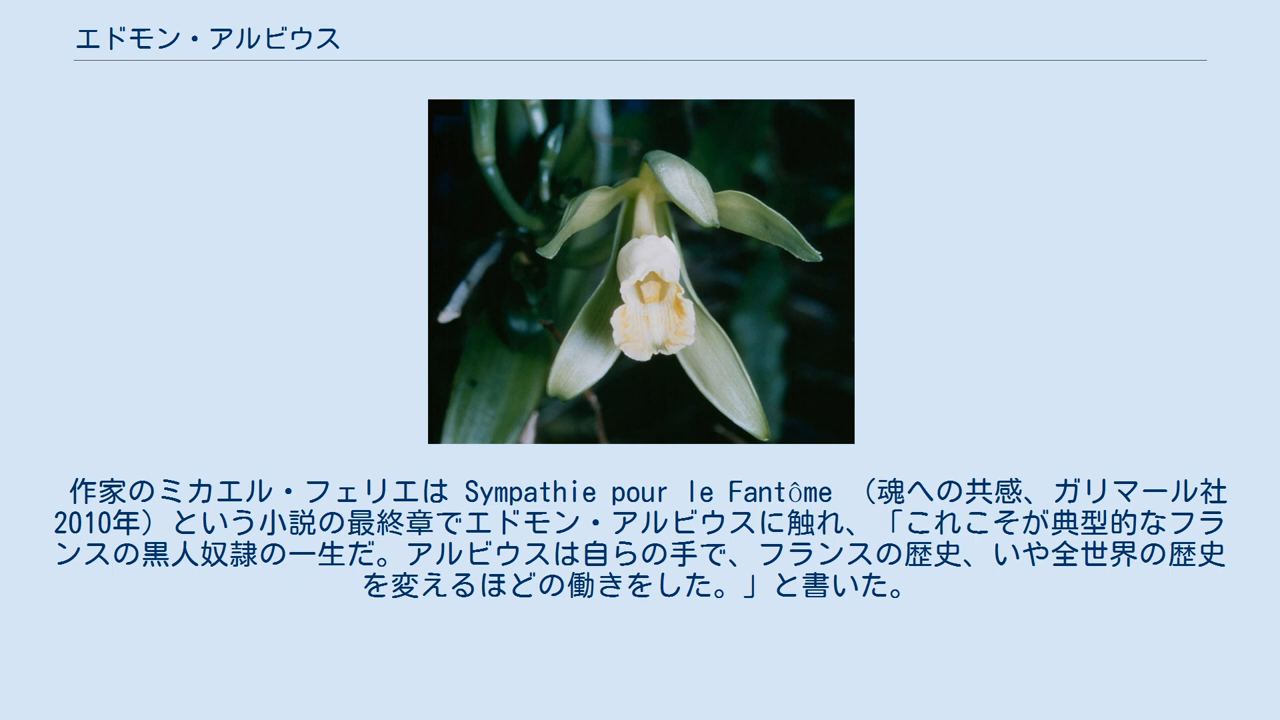 エドモン・アルビウス
作家のミカエル・フェリエは Sympathie pour le Fantôme （魂への共感、ガリマール社
2010年）という小説の最終章でエドモン・アルビウスに触れ、「これこそが典型的なフラ
ンスの黒人奴隷の一生だ。アルビウスは自らの手で、フランスの歴史、いや全世界の歴史
を変えるほどの働きをした。」と書いた。